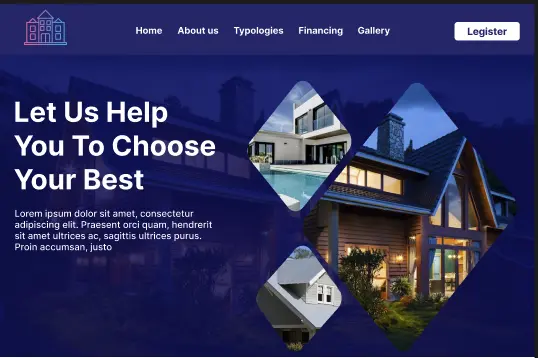 Home About us Typologies Financing Gallery Legister
Let Us Help
You To Choose
Your Best
Lorem ipsum dolor sit amet, consectetur
adipiscing elit. Praesent orci quam, hendrerit
sit amet ultrices ac, sagittis ultrices purus.
Proin accumsan, justo